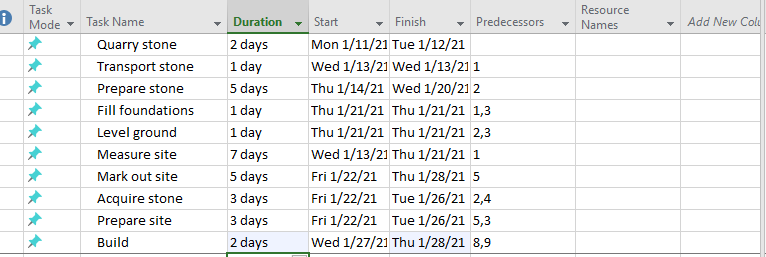 Task Mode Task Name Duration Start Finish Predecessors Resource Names Add New Colu
Quarry stone 2 days Mon 1/11/21 Tue 1/12/21
Transport stone 1 day Wed 1/13/21 Wed 1/13/21 1
Prepare stone 5 days Thu 1/14/21 Wed 1/20/21 2
Fill foundations 1 day Thu 1/21/21 Thu 1/21/21 1,3
Level ground 1 day Thu 1/21/21 Thu 1/21/21 2,3
Measure site 7 days Wed 1/13/21 Thu 1/21/21 1
Mark out site 5 days Fri 1/22/21 Thu 1/28/21 5
Acquire stone 3 days Fri 1/22/21 Tue 1/26/21 2,4
Prepare site 3 days Fri 1/22/21 Tue 1/26/21 5,3
Build 2 days Wed 1/27/21 Thu 1/28/21 8,9